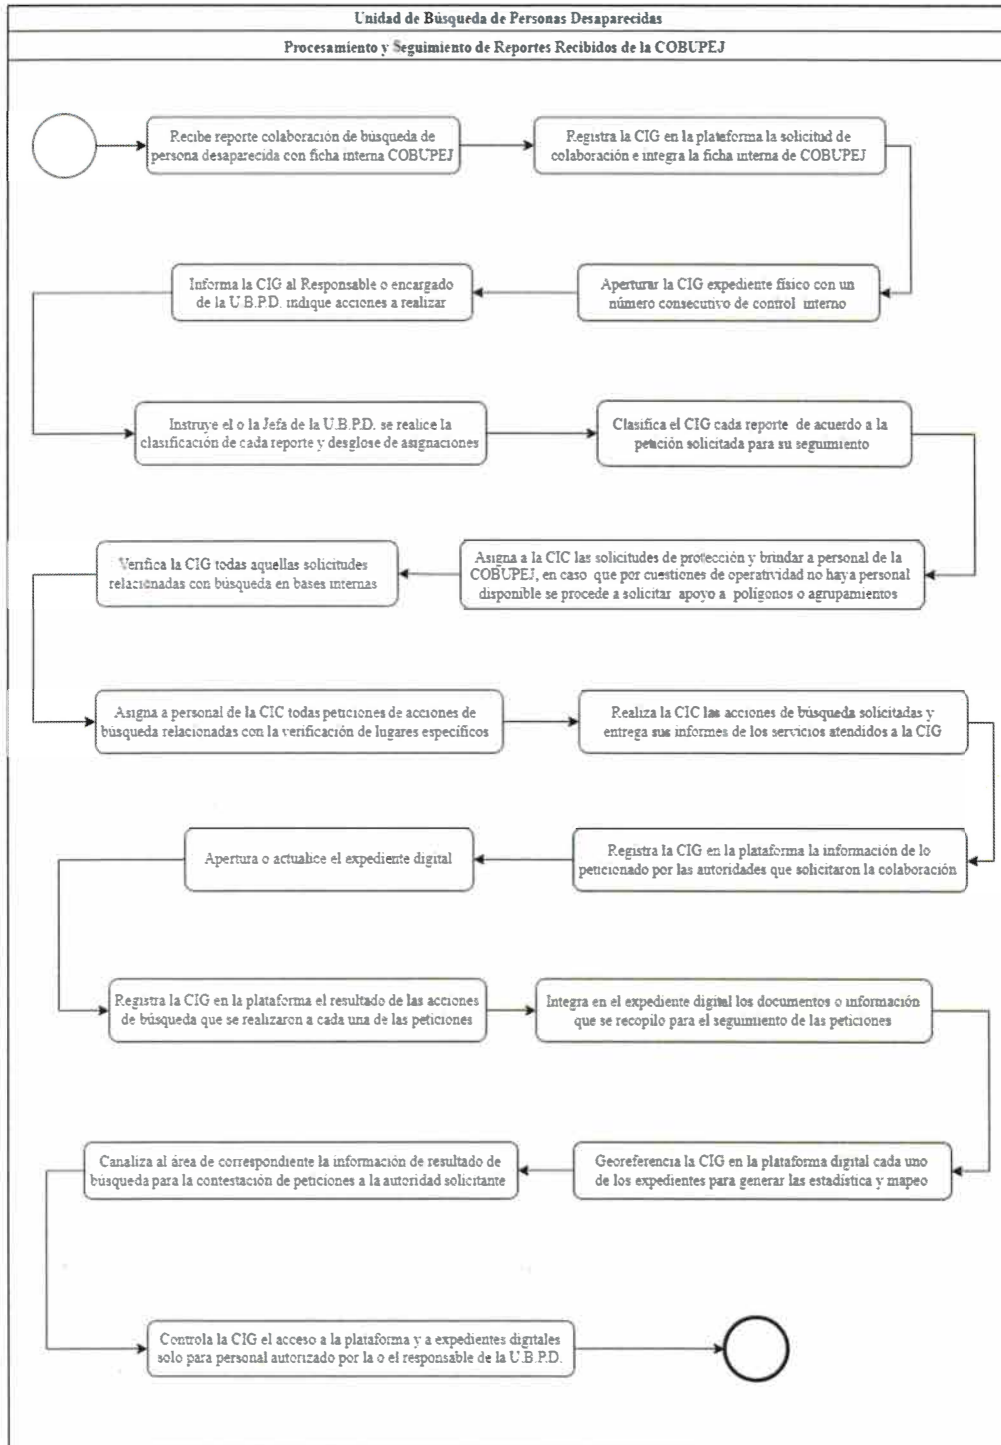 Unidad de Búsqueda de Personas Desaparecidas
Procesamiento y Seguimiento de Reportes Recibidos de la COBUPEJ
Recibe reporte colaboración de búsqueda de
persona desaparecida con ficha interna COBUPEJ
Registra la CIG en la plataforma la solicitud de
colaboración e integra la ficha interna de COBUPEJ
Aperturar la CIG expediente físico con un
número consecutivo de control interno
Informa la CIG al Responsable o encargado
de la U.B.P.D. indique acciones a realizar
Instruye el o la Jefa de la U.B.P.D. se realice la
clasificación de cada reporte y desglose de asignaciones
Clasifica el CIG cada reporte de acuerdo a la
petición solicitada para su seguimiento
Asigna a la CIC las solicitudes de protección y brindar a personal de la
COBUPEJ, en caso que por cuestiones de operatividad no haya personal
disponible se procede a solicitar apoyo a polígonos o agrupamientos
Verifica la CIG todas aquellas solicitudes
relacionadas con búsqueda en bases internas
Asigna a personal de la CIC todas peticiones de acciones de
búsqueda relacionadas con la verificación de lugares específicos
Realiza la CIC las acciones de búsqueda solicitadas y
entrega sus informes de los servicios atendidos a la CIG
Registra la CIG en la plataforma la información de lo
peticionado por las autoridades que solicitaron la colaboración
Apertura o actualice el expediente digital
Registra la CIG en la plataforma el resultado de las acciones
de búsqueda que se realizaron a cada una de las peticiones
Integra en el expediente digital los documentos o información
que se recopilo para el seguimiento de las peticiones
Georeferencia la CIG en la plataforma digital cada uno
de los expedientes para generar las estadística y mapeo
Canaliza al área de correspondiente la información de resultado de
búsqueda para la contestación de peticiones a la autoridad solicitante
Controla la CIG el acceso a la plataforma y a expedientes digitales
solo para personal autorizado por la o el responsable de la U.B.P.D.